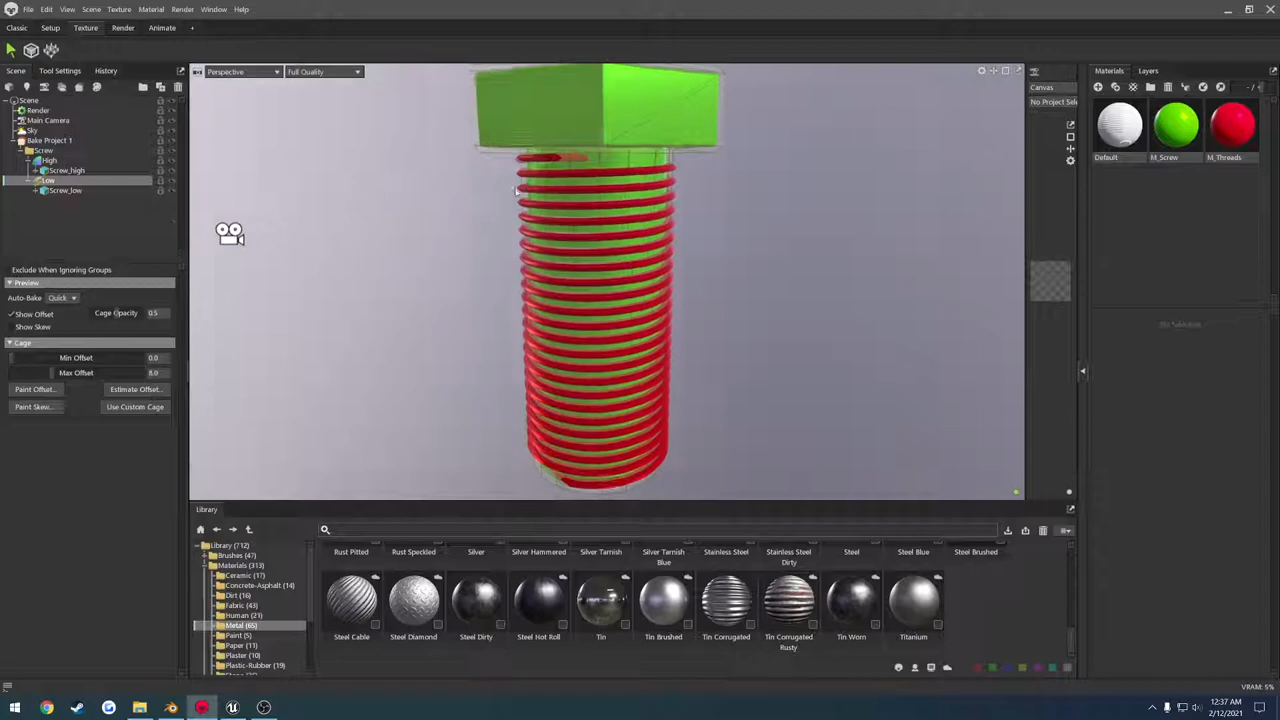 File Edit View Scene Texture Material Render Window Help
Classic Setup Texture Render Animate +
Scene Tool Settings History
Perspective Full Quality
Materials Layers
Canvas
No Project Sele
- /
Scene
Render
Main Camera
Sky
Bake Project 1
Screw
High
Screw_high
Low
Screw_low
Default M_Screw M_Threads
Exclude When Ignoring Groups
Preview
Auto-Bake Quick
Show Offset Cage Opacity 0.5
Show Skew
Cage
Min Offset 0.0
Max Offset 8.0
Paint Offset... Estimate Offset...
Paint Skew... Use Custom Cage
No Selection
Library
Library (712)
Brushes (47)
Materials (313)
Ceramic (17)
Concrete-Asphalt (14)
Dirt (16)
Fabric (43)
Human (21)
Metal (65)
Paint (5)
Paper (11)
Plaster (10)
Plastic-Rubber (19)
Rust Pitted Rust Speckled Silver Silver Hammered Silver Tarnish Silver Tarnish Blue Stainless Steel Stainless Steel Dirty Steel Steel Blue Steel Brushed
Steel Cable Steel Diamond Steel Dirty Steel Hot Roll Tin Tin Brushed Tin Corrugated Tin Corrugated Rusty Tin Worn Titanium
VRAM: 5%
12:37 AM
2/12/2021